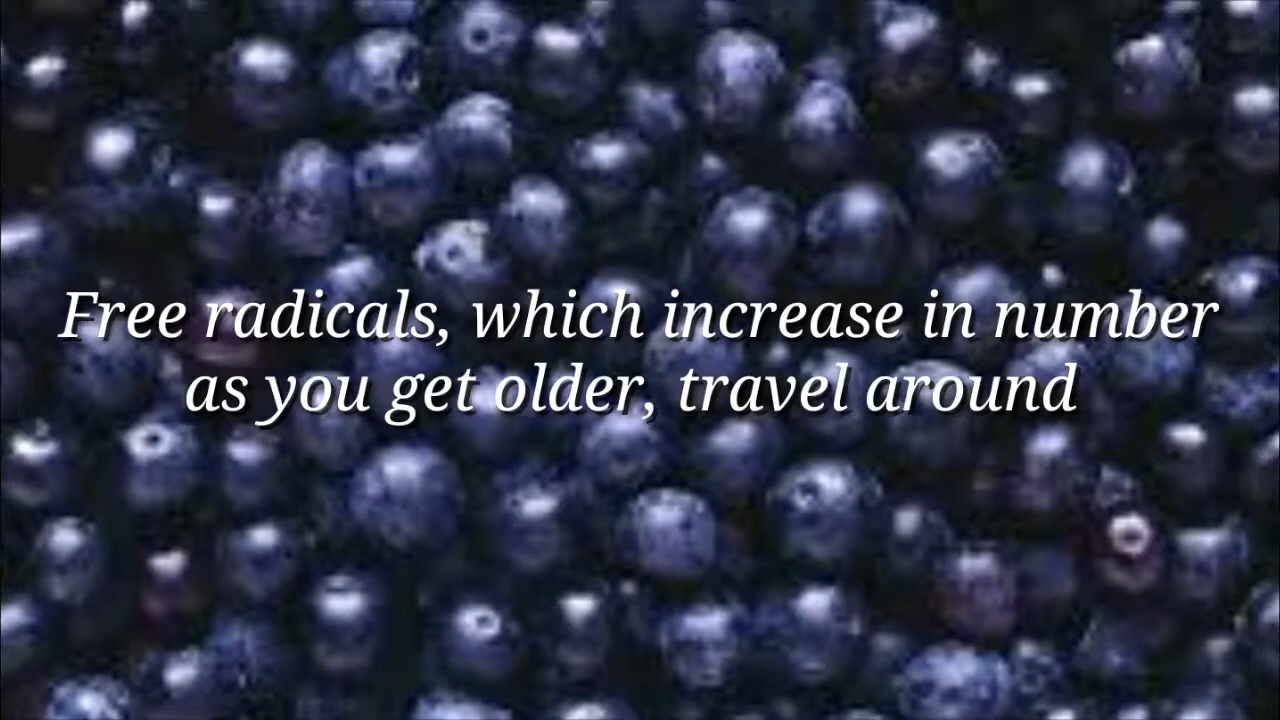 Free radicals, which increase in number
as you get older, travel around